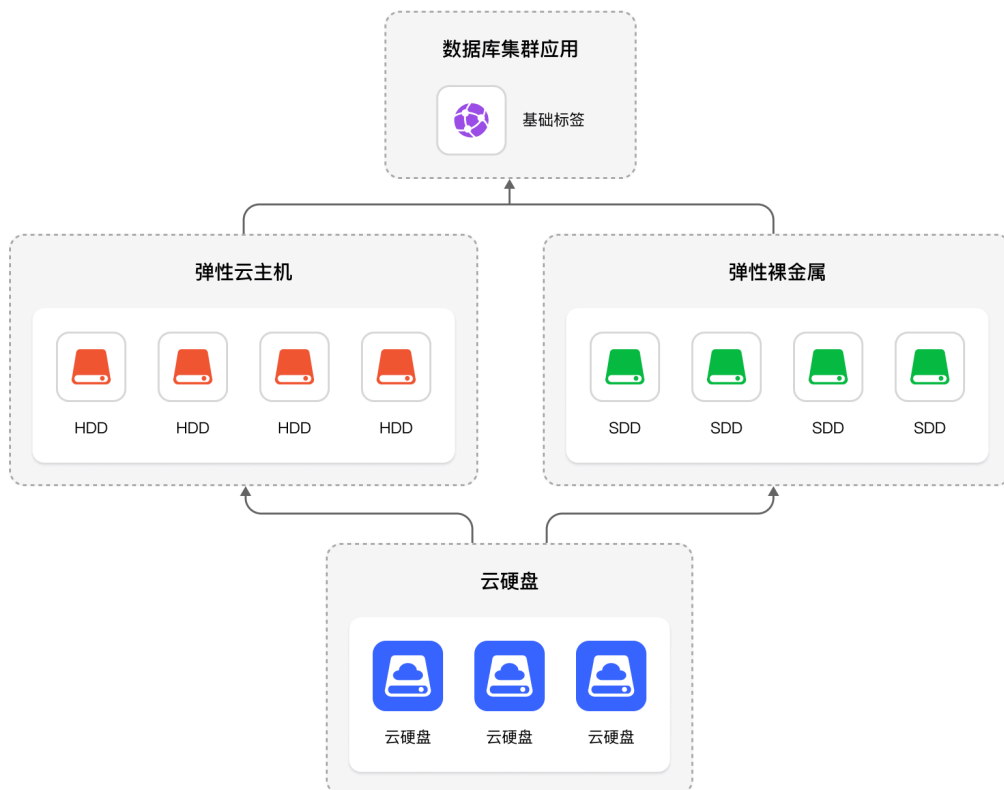 数据库集群应用
基础标签
弹性云主机
HDD HDD HDD HDD
弹性裸金属
SDD SDD SDD SDD
云硬盘
云硬盘 云硬盘 云硬盘